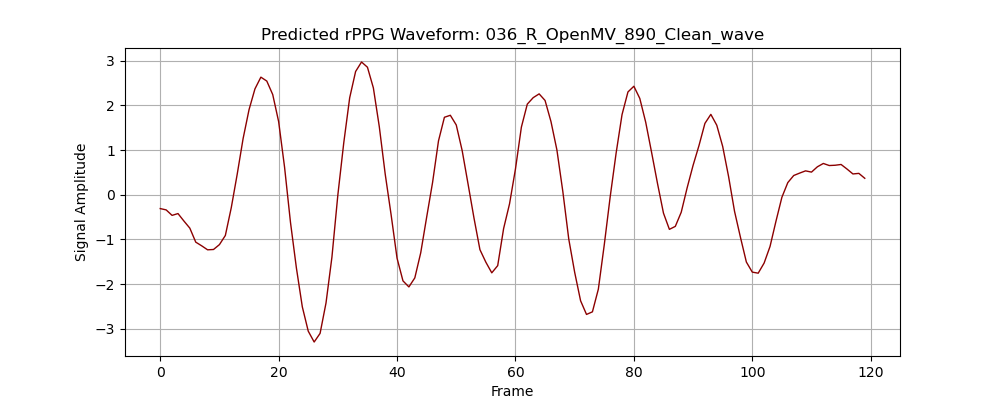 Predicted rPPG Waveform: 036_R_OpenMV_890_Clean_wave
Signal Amplitude
3
2
1
0
−1
−2
−3
0 20 40 60 80 100 120
Frame